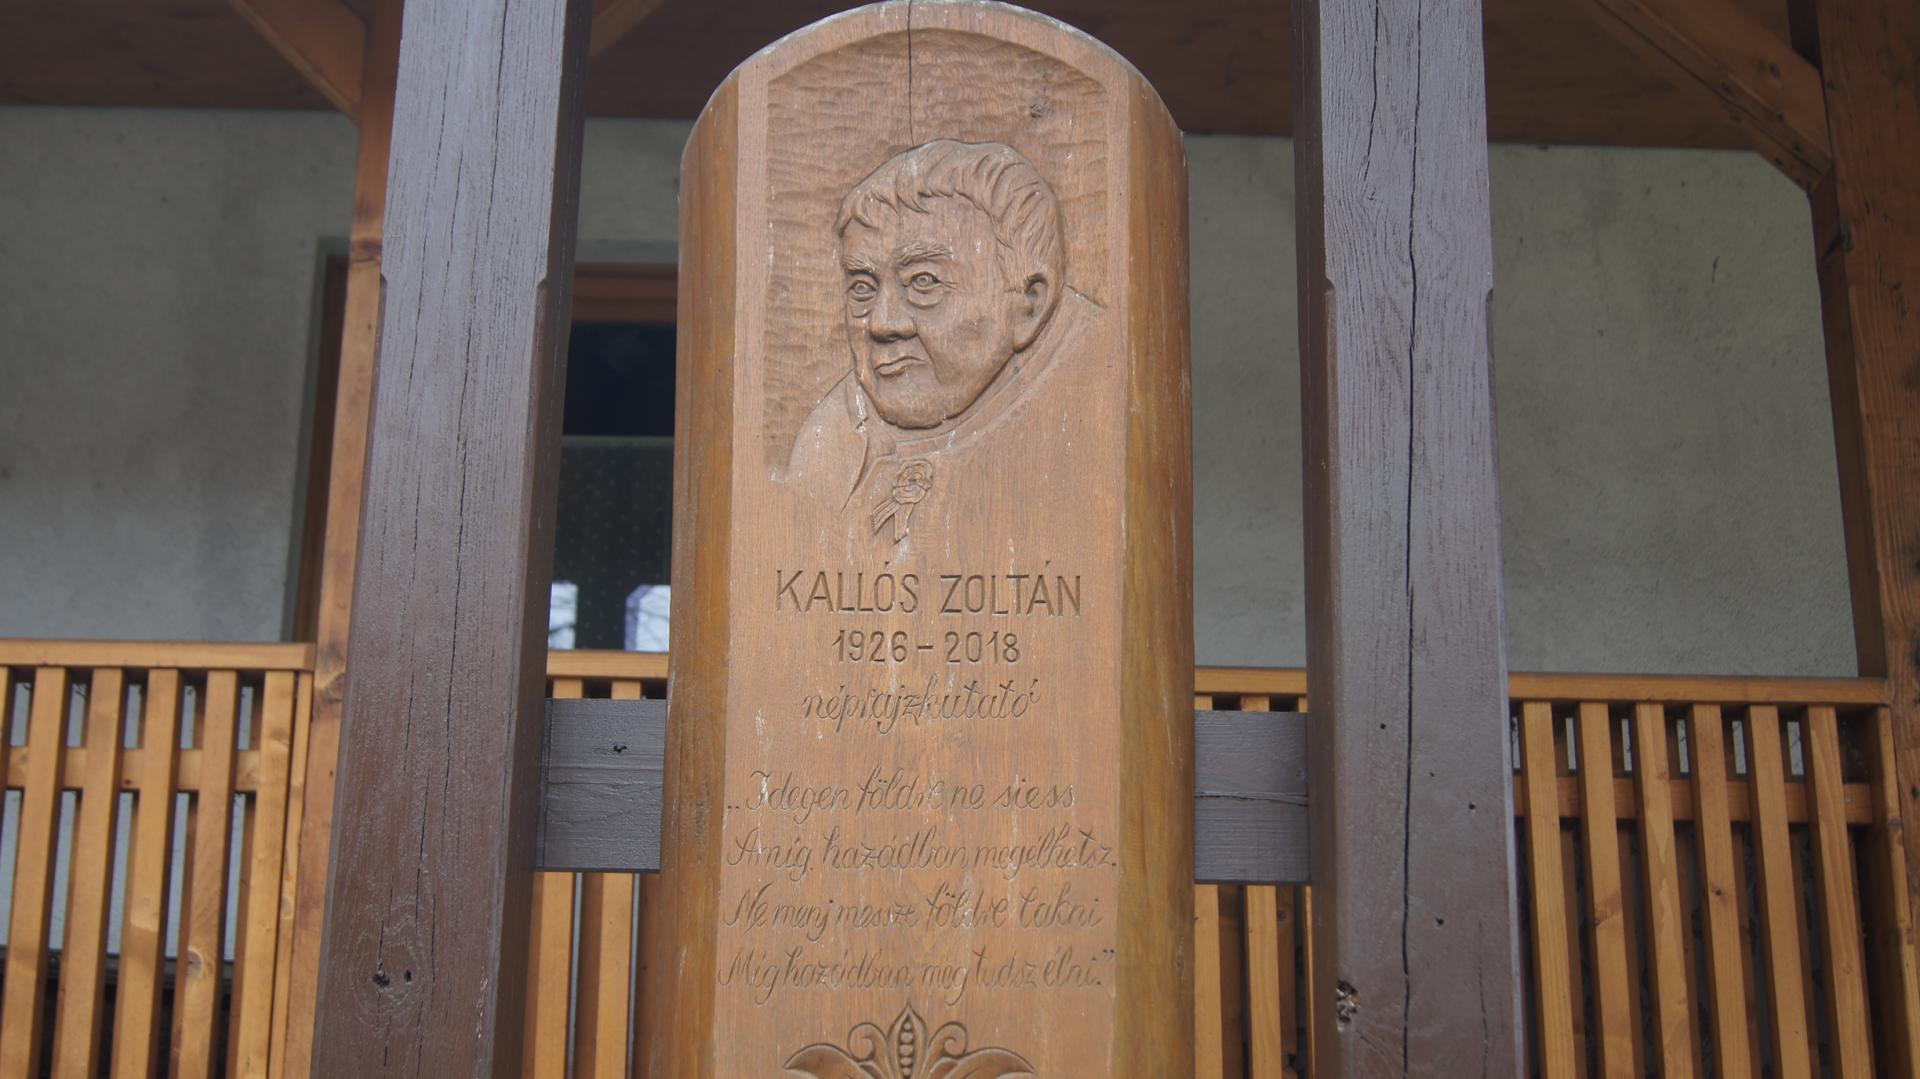 KALLÓS ZOLTÁN
1926-2018
néprajzkutató
„Idegen földre ne siess
Amíg hazádban megélhetsz.
Ne menj messze földre lakni
Míg hazádban meg tudsz élni.”